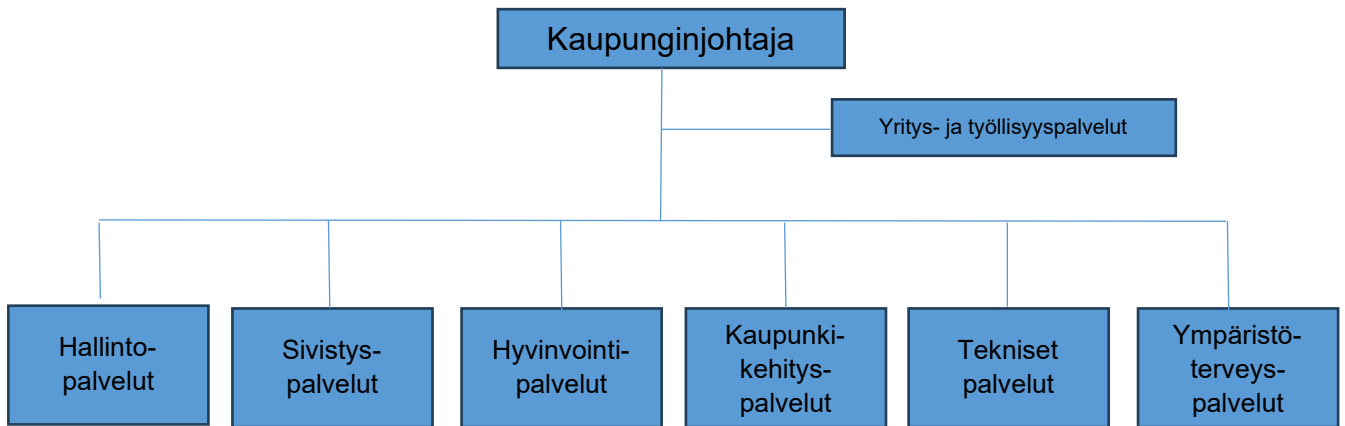 Kaupunginjohtaja
Yritys- ja työllisyyspalvelut
Hallinto-
palvelut
Sivistys-
palvelut
Hyvinvointi-
palvelut
Kaupunki-
kehitys-
palvelut
Tekniset
palvelut
Ympäristö-
terveys-
palvelut